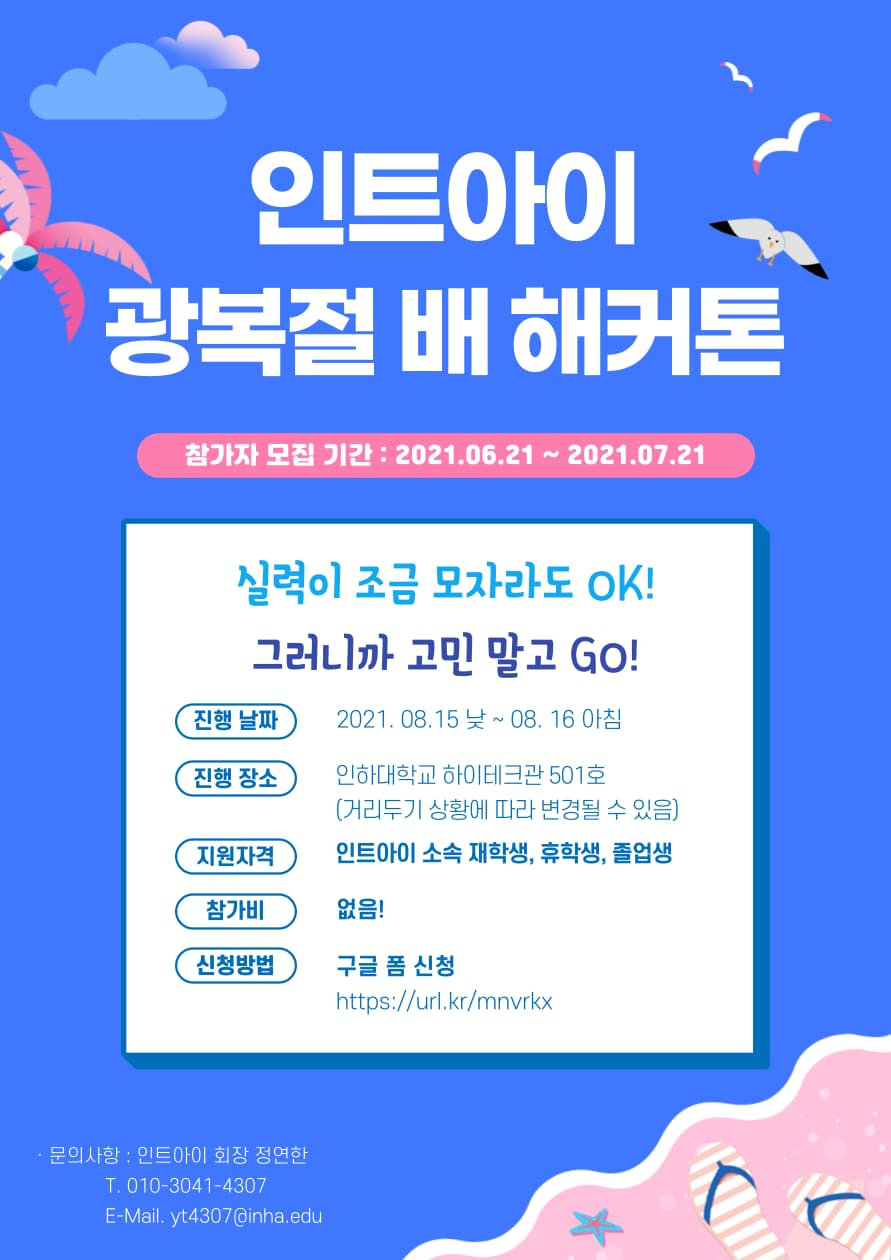 인트아이
광복절 배 해커톤
참가자 모집 기간 : 2021.06.21 ~ 2021.07.21
실력이 조금 모자라도 OK!
그러니까 고민 말고 GO!
진행 날짜 2021. 08.15 낮 ~ 08. 16 아침
진행 장소 인하대학교 하이테크관 501호
(거리두기 상황에 따라 변경될 수 있음)
지원자격 인트아이 소속 재학생, 휴학생, 졸업생
참가비 없음!
신청방법 구글 폼 신청
https://url.kr/mnvrkx
· 문의사항 : 인트아이 회장 정연한
T. 010-3041-4307
E-Mail. yt4307@inha.edu